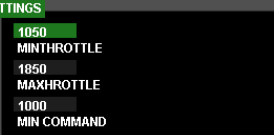 TTINGS
1050
MINTHROTTLE
1850
MAXHROTTLE
1000
MIN COMMAND